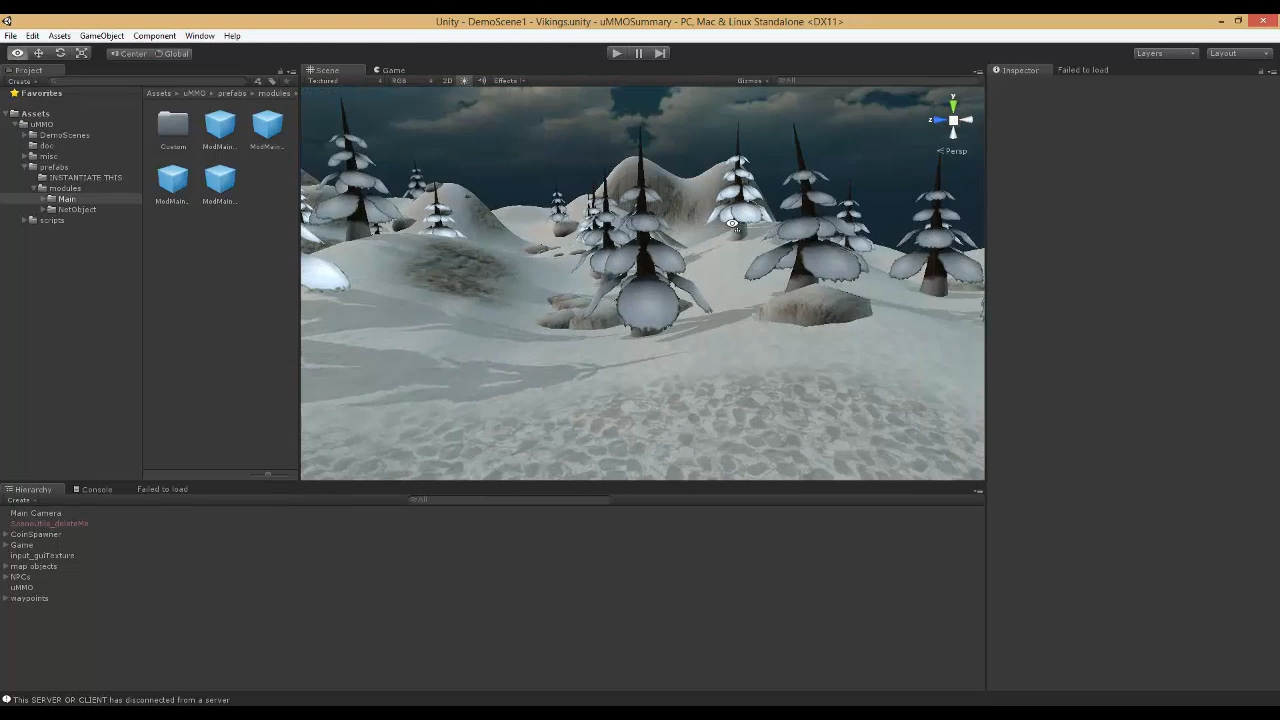 Unity - DemoScene1 - Vikings.unity - uMMOSummary - PC, Mac & Linux Standalone <DX11>
File Edit Assets GameObject Component Window Help
Center Global
Layers
Layout
Project
Create
Favorites
Assets
uMMO
DemoScenes
doc
misc
prefabs
INSTANTIATE THIS
modules
Main
NetObject
scripts
Assets uMMO prefabs modules
Custom
ModMain...
ModMain...
ModMain...
ModMain...
Scene
Game
Textured
RGB
2D
Effects
Gizmos
All
y
z
Persp
Inspector
Failed to load
Hierarchy
Console
Failed to load
Create
All
Main Camera
SceneUtils_deleteMe
CoinSpawner
Game
input_guiTexture
map objects
NPCs
uMMO
waypoints
This SERVER OR CLIENT has disconnected from a server